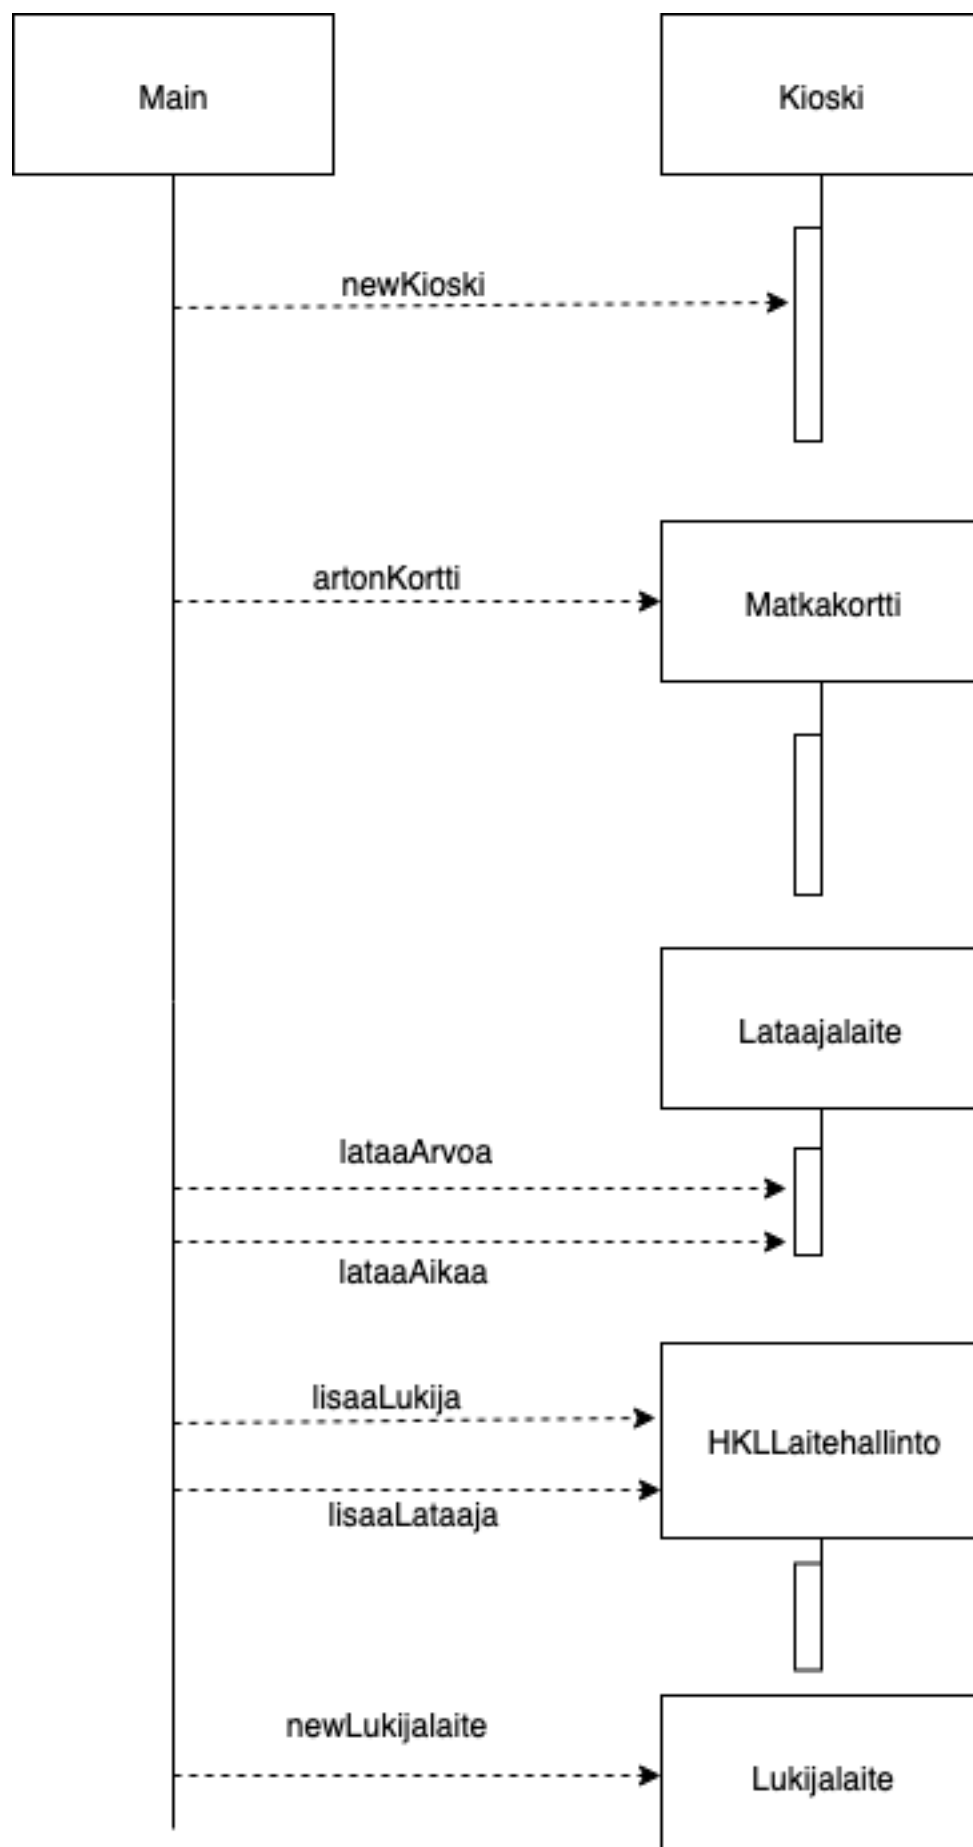 Main
Kioski
newKioski
artonKortti
Matkakortti
Lataajalaite
lataaArvoa
lataaAikaa
lisaaLukija
HKLLaitehallinto
lisaaLataaja
newLukijalaite
Lukijalaite